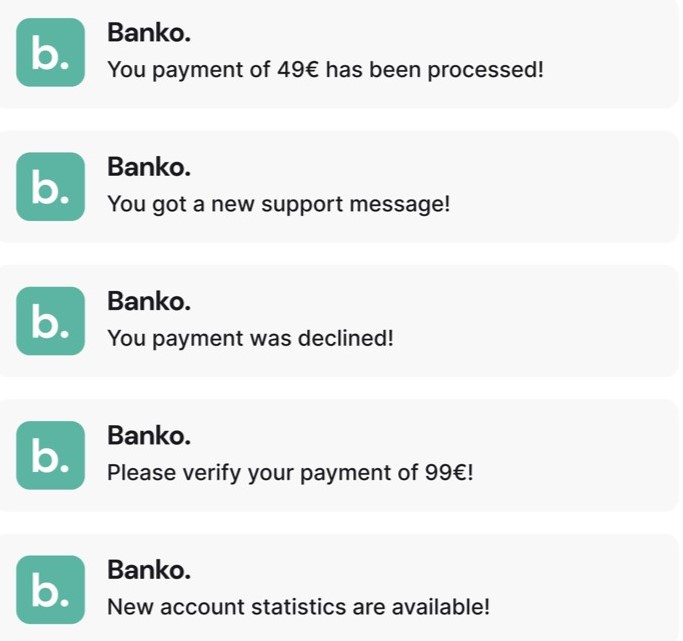 b.
Banko.
You payment of 49€ has been processed!
b.
Banko.
You got a new support message!
b.
Banko.
You payment was declined!
b.
Banko.
Please verify your payment of 99€!
b.
Banko.
New account statistics are available!